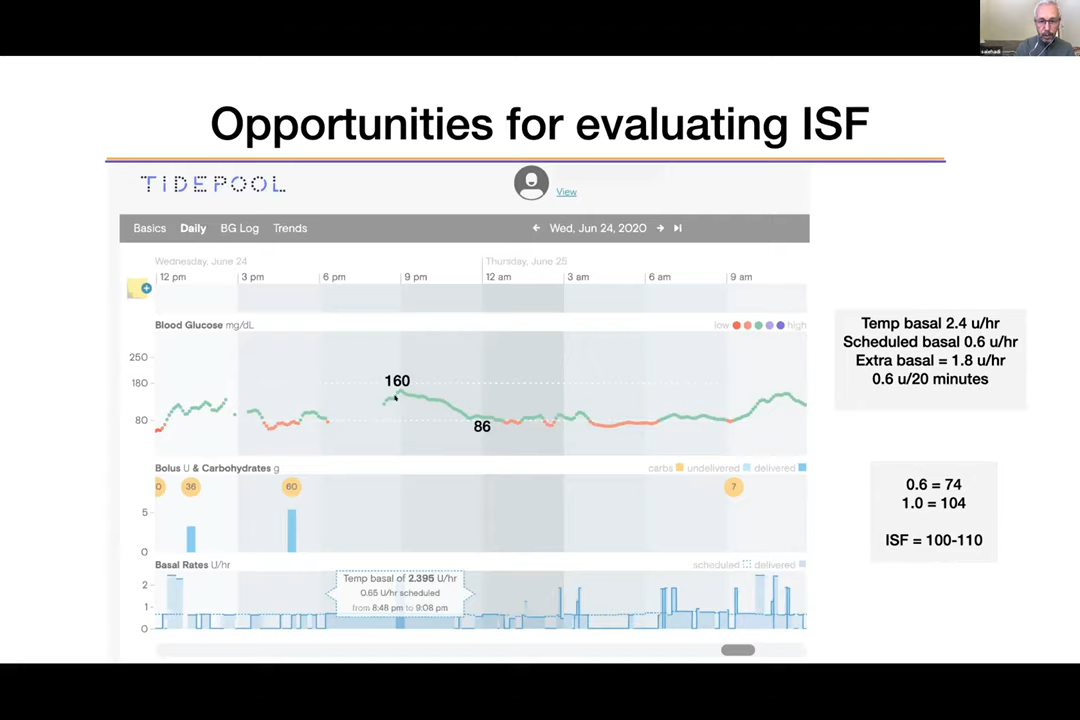 Opportunities for evaluating ISF
TIDEPOOL
View
Basics Daily BG Log Trends
Wed, Jun 24, 2020
Wednesday, June 24
Thursday, June 25
12 pm 3 pm 6 pm 9 pm 12 am 3 am 6 am 9 am
Blood Glucose mg/dL
low high
250
180
80
160
86
Bolus U & Carbohydrates g
carbs undelivered delivered
0 36 60 7
5
0
Basal Rates U/hr
scheduled delivered
2
1
0
Temp basal of 2.395 U/hr
0.65 U/hr scheduled
from 8:48 pm to 9:08 pm
Temp basal 2.4 u/hr
Scheduled basal 0.6 u/hr
Extra basal = 1.8 u/hr
0.6 u/20 minutes
0.6 = 74
1.0 = 104
ISF = 100-110